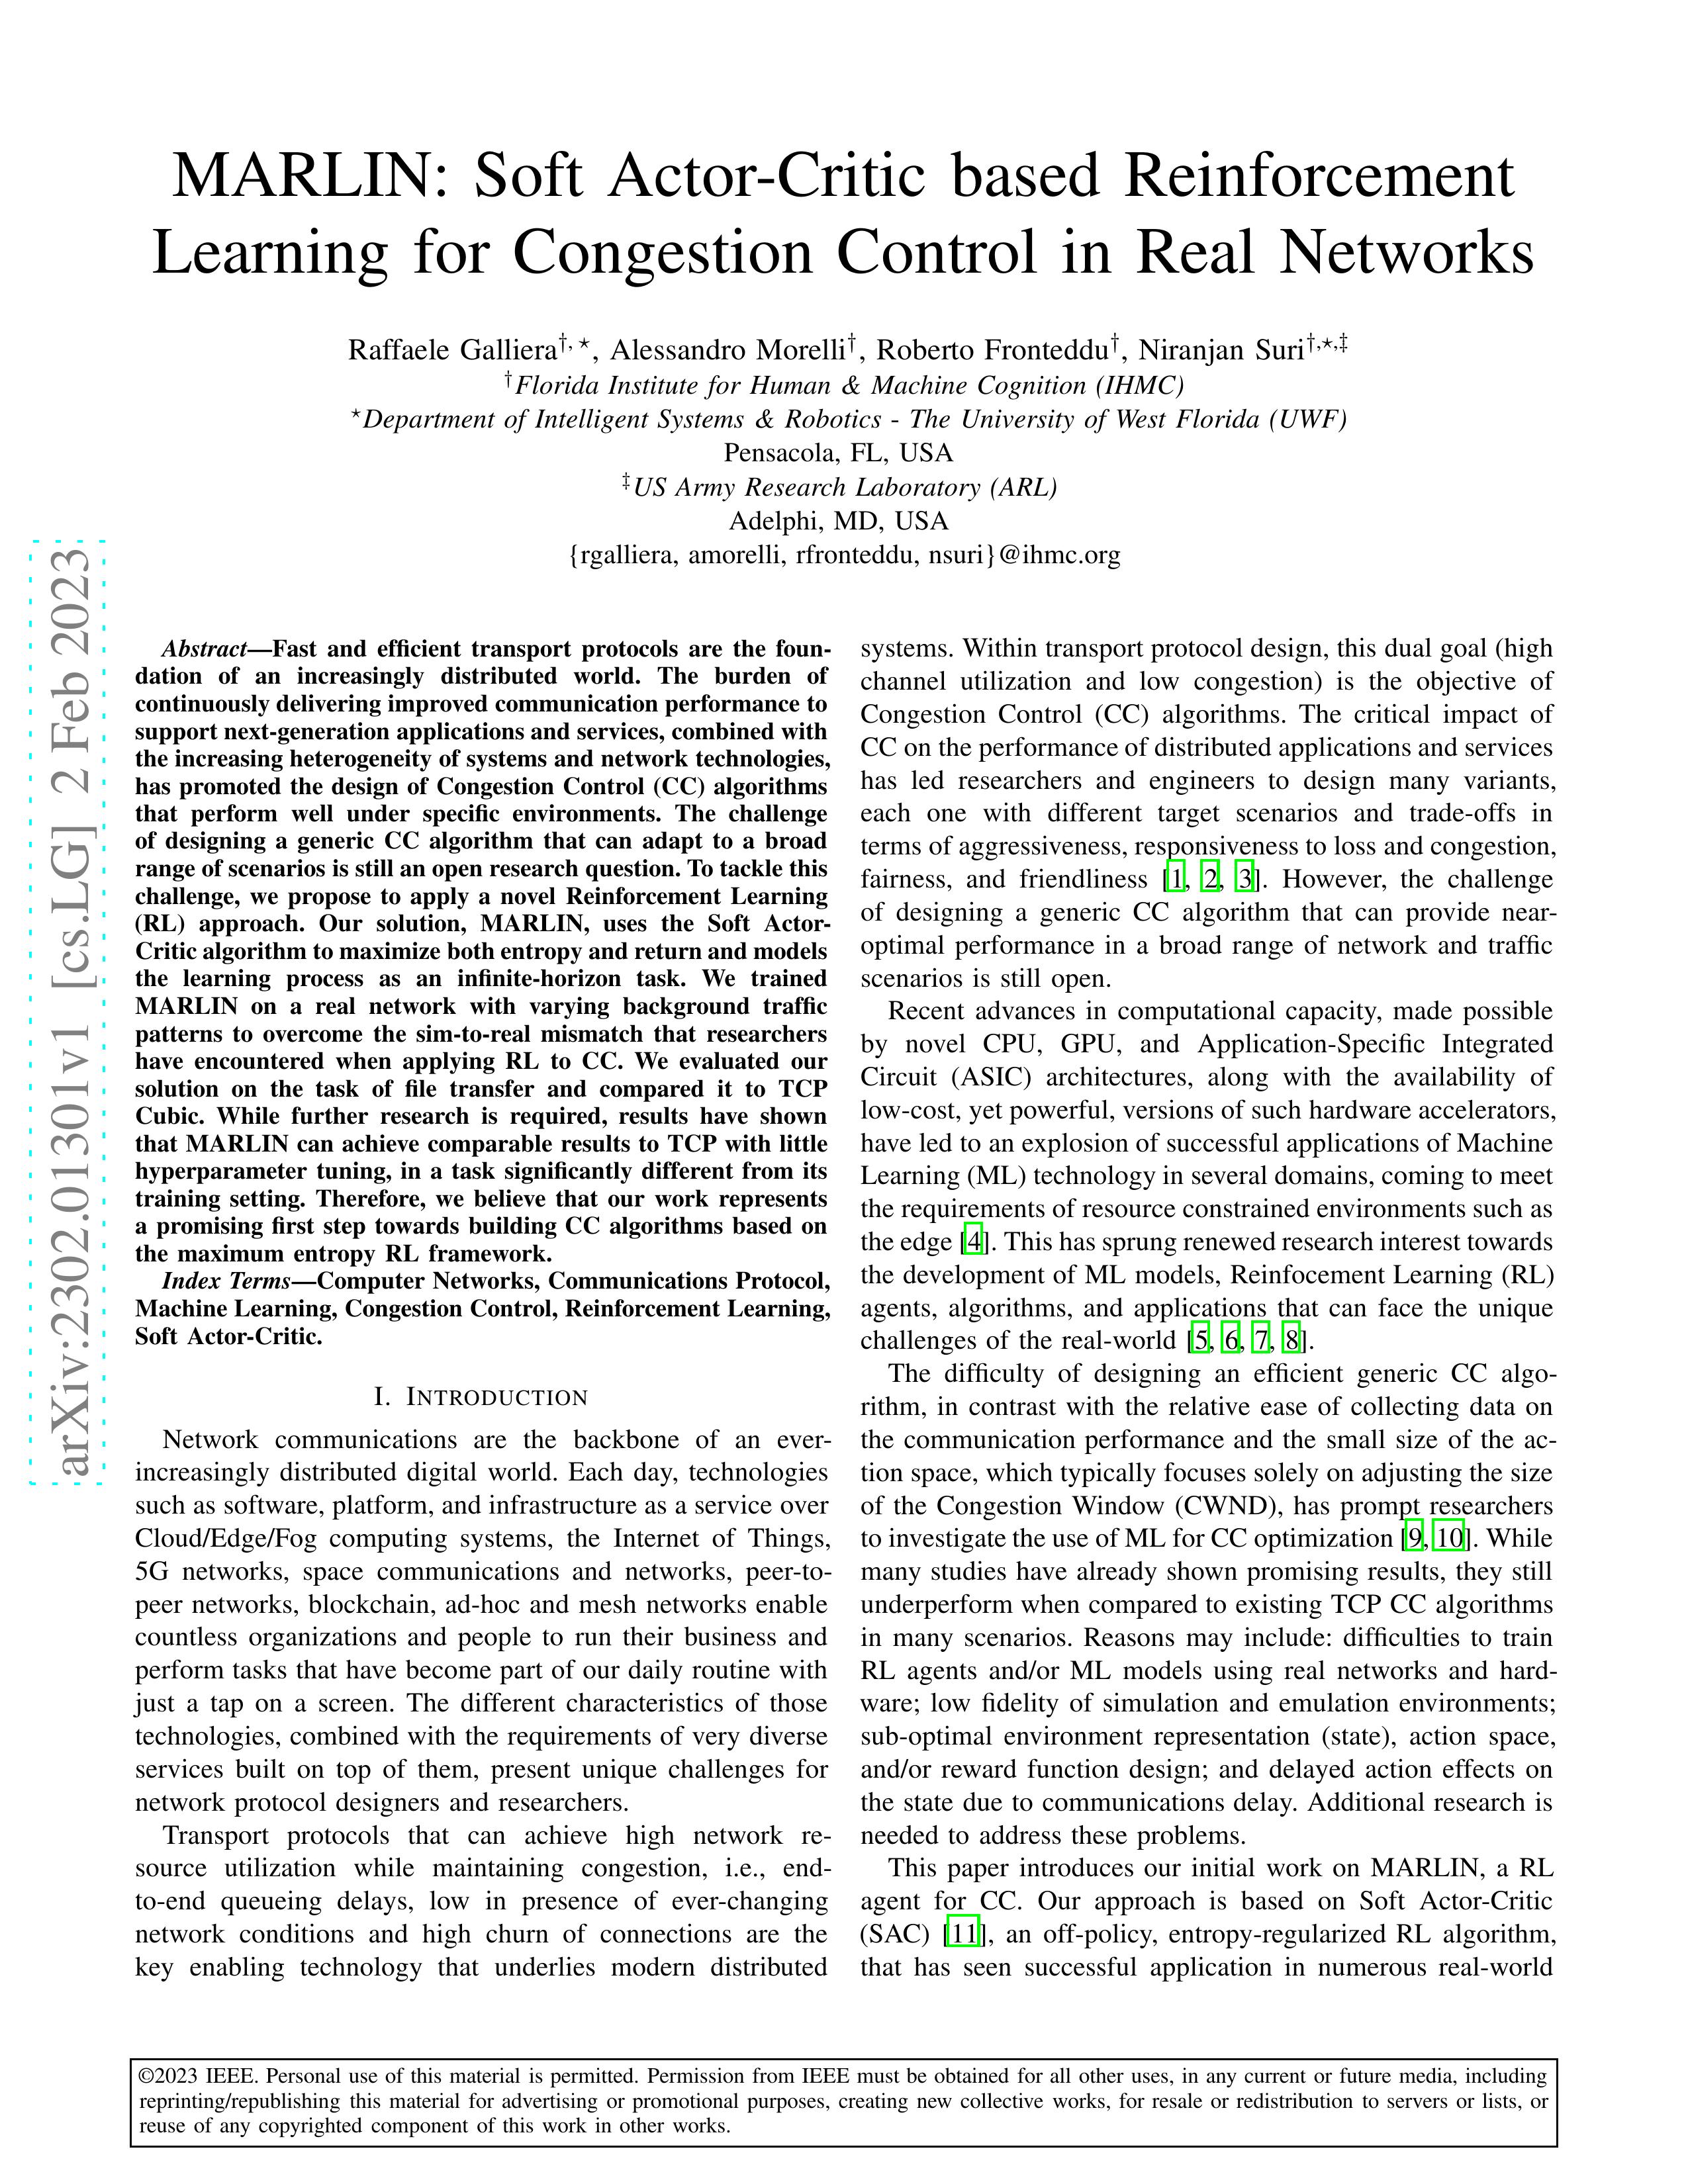 MARLIN: Soft Actor-Critic based Reinforcement
Learning for Congestion Control in Real Networks
Raffaele Galliera†,⋆, Alessandro Morelli†, Roberto Fronteddu†, Niranjan Suri†,⋆,‡
†Florida Institute for Human & Machine Cognition (IHMC)
⋆Department of Intelligent Systems & Robotics - The University of West Florida (UWF)
Pensacola, FL, USA
‡US Army Research Laboratory (ARL)
Adelphi, MD, USA
{rgalliera, amorelli, rfronteddu, nsuri}@ihmc.org
arXiv:2302.01301v1 [cs.LG] 2 Feb 2023
Abstract—Fast and efficient transport protocols are the foun-
dation of an increasingly distributed world. The burden of
continuously delivering improved communication performance to
support next-generation applications and services, combined with
the increasing heterogeneity of systems and network technologies,
has promoted the design of Congestion Control (CC) algorithms
that perform well under specific environments. The challenge
of designing a generic CC algorithm that can adapt to a broad
range of scenarios is still an open research question. To tackle this
challenge, we propose to apply a novel Reinforcement Learning
(RL) approach. Our solution, MARLIN, uses the Soft Actor-
Critic algorithm to maximize both entropy and return and models
the learning process as an infinite-horizon task. We trained
MARLIN on a real network with varying background traffic
patterns to overcome the sim-to-real mismatch that researchers
have encountered when applying RL to CC. We evaluated our
solution on the task of file transfer and compared it to TCP
Cubic. While further research is required, results have shown
that MARLIN can achieve comparable results to TCP with little
hyperparameter tuning, in a task significantly different from its
training setting. Therefore, we believe that our work represents
a promising first step towards building CC algorithms based on
the maximum entropy RL framework.
Index Terms—Computer Networks, Communications Protocol,
Machine Learning, Congestion Control, Reinforcement Learning,
Soft Actor-Critic.
I. INTRODUCTION
Network communications are the backbone of an ever-
increasingly distributed digital world. Each day, technologies
such as software, platform, and infrastructure as a service over
Cloud/Edge/Fog computing systems, the Internet of Things,
5G networks, space communications and networks, peer-to-
peer networks, blockchain, ad-hoc and mesh networks enable
countless organizations and people to run their business and
perform tasks that have become part of our daily routine with
just a tap on a screen. The different characteristics of those
technologies, combined with the requirements of very diverse
services built on top of them, present unique challenges for
network protocol designers and researchers.
Transport protocols that can achieve high network re-
source utilization while maintaining congestion, i.e., end-
to-end queueing delays, low in presence of ever-changing
network conditions and high churn of connections are the
key enabling technology that underlies modern distributed
systems. Within transport protocol design, this dual goal (high
channel utilization and low congestion) is the objective of
Congestion Control (CC) algorithms. The critical impact of
CC on the performance of distributed applications and services
has led researchers and engineers to design many variants,
each one with different target scenarios and trade-offs in
terms of aggressiveness, responsiveness to loss and congestion,
fairness, and friendliness [1, 2, 3]. However, the challenge
of designing a generic CC algorithm that can provide near-
optimal performance in a broad range of network and traffic
scenarios is still open.
Recent advances in computational capacity, made possible
by novel CPU, GPU, and Application-Specific Integrated
Circuit (ASIC) architectures, along with the availability of
low-cost, yet powerful, versions of such hardware accelerators,
have led to an explosion of successful applications of Machine
Learning (ML) technology in several domains, coming to meet
the requirements of resource constrained environments such as
the edge [4]. This has sprung renewed research interest towards
the development of ML models, Reinfocement Learning (RL)
agents, algorithms, and applications that can face the unique
challenges of the real-world [5, 6, 7, 8].
The difficulty of designing an efficient generic CC algo-
rithm, in contrast with the relative ease of collecting data on
the communication performance and the small size of the ac-
tion space, which typically focuses solely on adjusting the size
of the Congestion Window (CWND), has prompt researchers
to investigate the use of ML for CC optimization [9, 10]. While
many studies have already shown promising results, they still
underperform when compared to existing TCP CC algorithms
in many scenarios. Reasons may include: difficulties to train
RL agents and/or ML models using real networks and hard-
ware; low fidelity of simulation and emulation environments;
sub-optimal environment representation (state), action space,
and/or reward function design; and delayed action effects on
the state due to communications delay. Additional research is
needed to address these problems.
This paper introduces our initial work on MARLIN, a RL
agent for CC. Our approach is based on Soft Actor-Critic
(SAC) [11], an off-policy, entropy-regularized RL algorithm,
that has seen successful application in numerous real-world
©2023 IEEE. Personal use of this material is permitted. Permission from IEEE must be obtained for all other uses, in any current or future media, including
reprinting/republishing this material for advertising or promotional purposes, creating new collective works, for resale or redistribution to servers or lists, or
reuse of any copyrighted component of this work in other works.